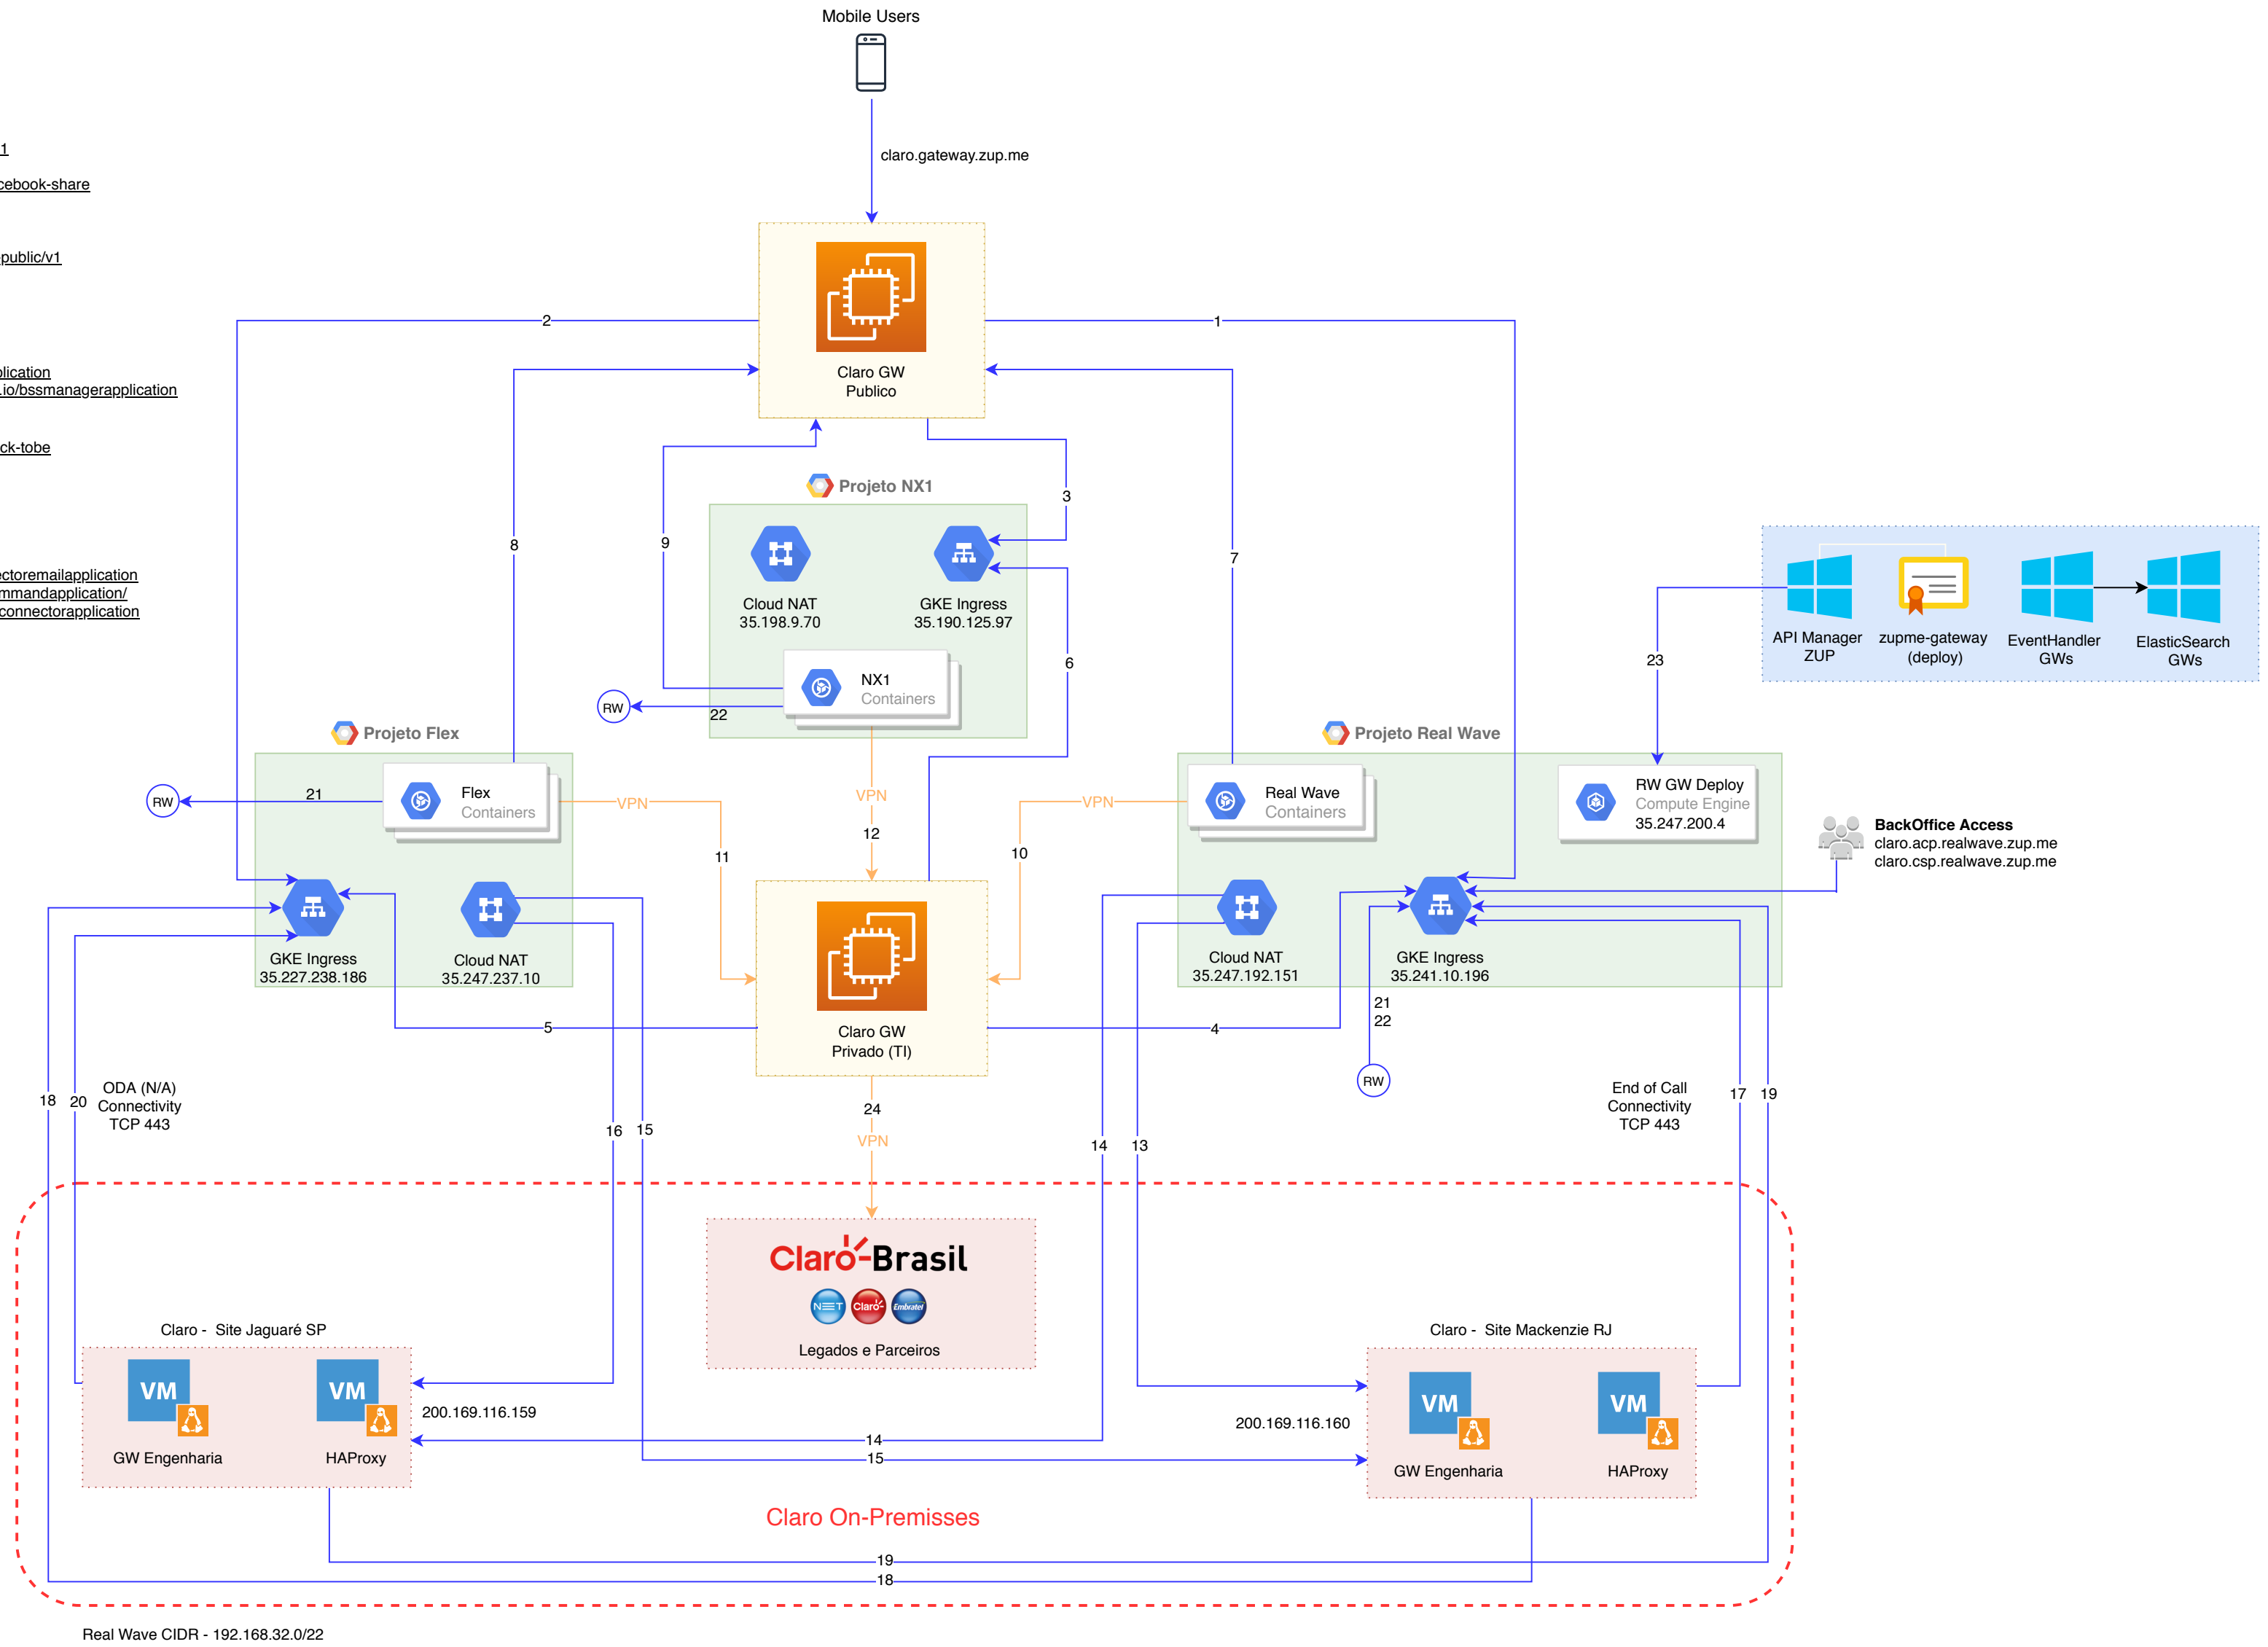 Mobile Users
claro.gateway.zup.me
1
cebook-share
public/v1
plication
.io/bssmanagerapplication
ck-tobe
ectoremailapplication
mmandapplication/
connectorapplication
2
1
Claro GW
Publico
3
Projeto NX1
8
9
7
Cloud NAT
35.198.9.70
GKE Ingress
35.190.125.97
6
NX1
Containers
RW
22
API Manager
ZUP
zupme-gateway
(deploy)
EventHandler
GWs
ElasticSearch
GWs
23
Projeto Flex
Flex
Containers
RW
21
VPN
11
VPN
12
VPN
10
Projeto Real Wave
Real Wave
Containers
RW GW Deploy
Compute Engine
35.247.200.4
BackOffice Access
claro.acp.realwave.zup.me
claro.csp.realwave.zup.me
GKE Ingress
35.227.238.186
Cloud NAT
35.247.237.10
Cloud NAT
35.247.192.151
GKE Ingress
35.241.10.196
21
22
5
Claro GW
Privado (TI)
4
RW
18
20
ODA (N/A)
Connectivity
TCP 443
16
15
24
VPN
14
13
End of Call
Connectivity
TCP 443
17
19
Claro-Brasil
NET
Claro
Embratel
Legados e Parceiros
Claro - Site Jaguaré SP
VM
GW Engenharia
VM
HAProxy
200.169.116.159
14
15
Claro - Site Mackenzie RJ
200.169.116.160
VM
GW Engenharia
VM
HAProxy
Claro On-Premisses
19
18
Real Wave CIDR - 192.168.32.0/22